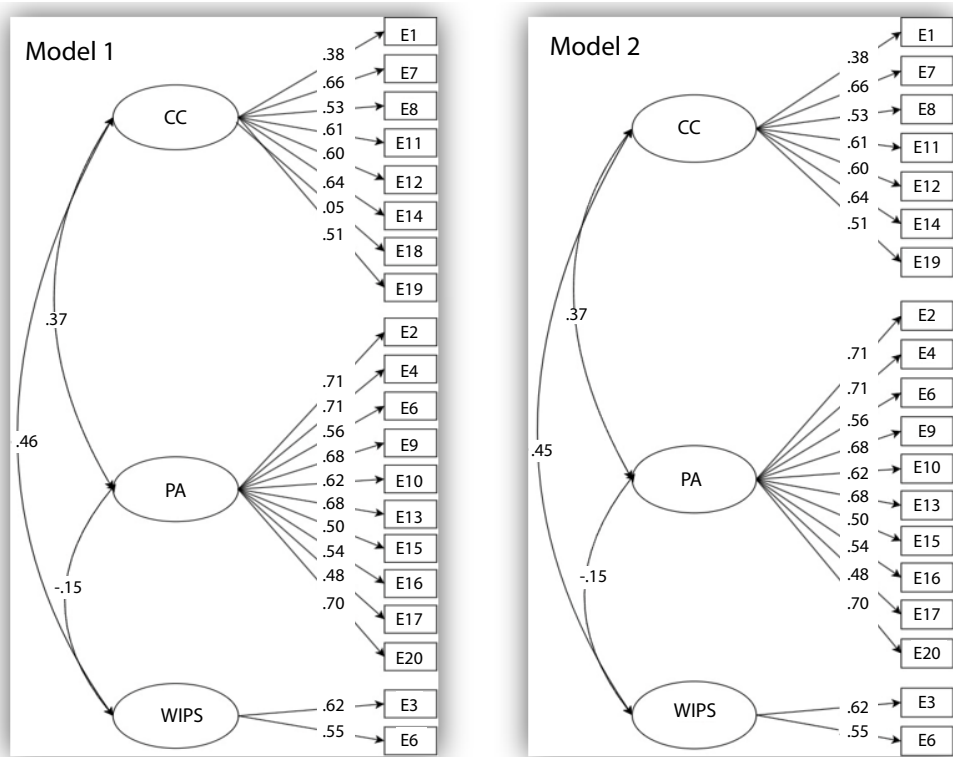 Model 1
CC
.38
.66
.53
.61
.60
.64
.05
.51
E1
E7
E8
E11
E12
E14
E18
E19
.37
.46
PA
.71
.71
.56
.68
.62
.68
.50
.54
.48
.70
E2
E4
E6
E9
E10
E13
E15
E16
E17
E20
-.15
WIPS
.62
.55
E3
E6
Model 2
CC
.38
.66
.53
.61
.60
.64
.51
E1
E7
E8
E11
E12
E14
E19
.37
.45
PA
.71
.71
.56
.68
.62
.68
.50
.54
.48
.70
E2
E4
E6
E9
E10
E13
E15
E16
E17
E20
-.15
WIPS
.62
.55
E3
E6